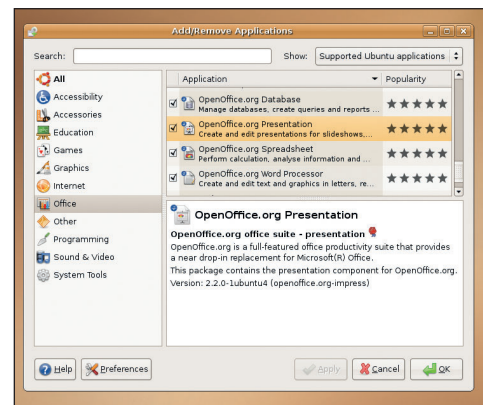 Add/Remove Applications
Search:
Show: Supported Ubuntu applications
All
Accessibility
Accessories
Education
Games
Graphics
Internet
Office
Other
Programming
Sound & Video
System Tools
Application Popularity
OpenOffice.org Database
Manage databases, create queries and reports ...
OpenOffice.org Presentation
Create and edit presentations for slideshows,...
OpenOffice.org Spreadsheet
Perform calculation, analyse information and ...
OpenOffice.org Word Processor
Create and edit text and graphics in letters, re...
OpenOffice.org Presentation
OpenOffice.org office suite - presentation
OpenOffice.org is a full-featured office productivity suite that provides
a near drop-in replacement for Microsoft(R) Office.
This package contains the presentation component for OpenOffice.org.
Version: 2.2.0-1ubuntu4 (openoffice.org-impress)
Help Preferences Apply Cancel OK